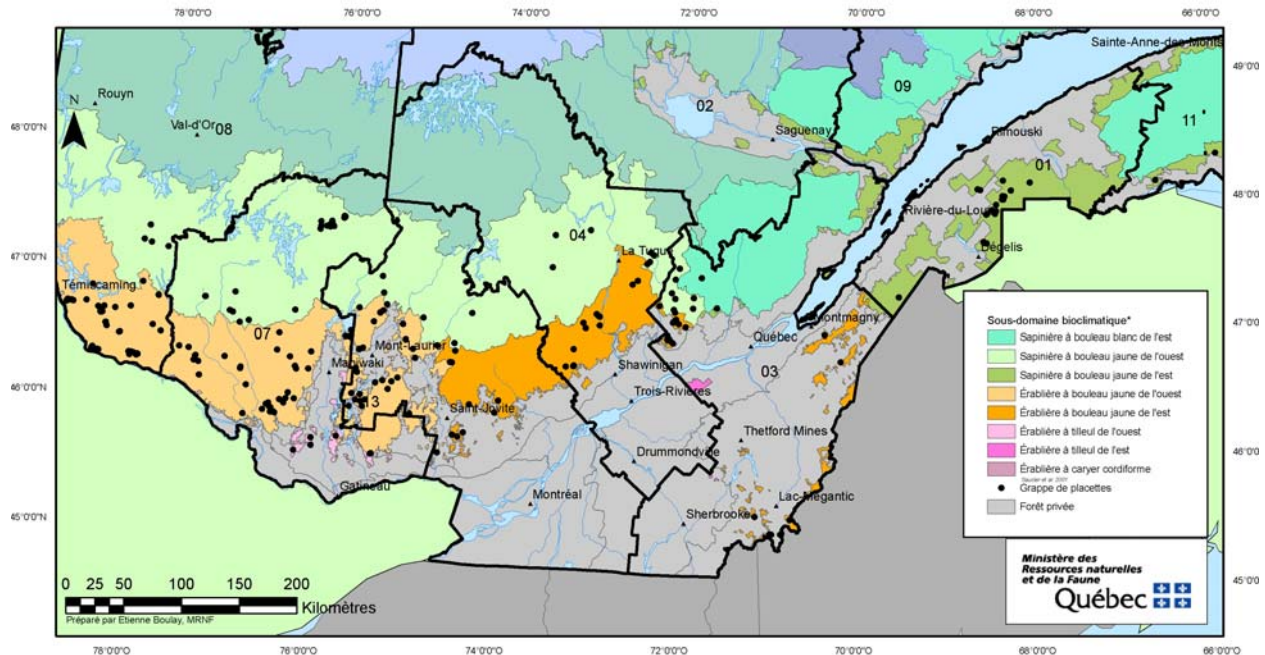 78°0'0"O 76°0'0"O 74°0'0"O 72°0'0"O 70°0'0"O 68°0'0"O 66°0'0"O
Sainte-Anne-des-Monts
49°0'0"N
09
02
N
Rouyn
48°0'0"N
Val-d'Or
08
Saguenay
Rimouski
11
01
48°0'0"N
Rivière-du-Loup
04
La Tuque
Dégelis
47°0'0"N
Témiscaming
07
Mont-Laurier
Maniwaki
Montmagny
47°0'0"N
Québec
46°0'0"N
Shawinigan
03
13
Saint-Jovite
Trois-Rivières
Thetford Mines
46°0'0"N
Drummondville
Gatineau
Montréal
Lac-Mégantic
45°0'0"N
Sherbrooke
45°0'0"N
Sous-domaine bioclimatique*
Sapinière à bouleau blanc de l'est
Sapinière à bouleau jaune de l'ouest
Sapinière à bouleau jaune de l'est
Érablière à bouleau jaune de l'ouest
Érablière à bouleau jaune de l'est
Érablière à tilleul de l'ouest
Érablière à tilleul de l'est
Érablière à caryer cordiforme
Grappe de placettes
Forêt privée
Ministère des
Ressources naturelles
et de la Faune
Québec
0 25 50 100 150 200
Kilomètres
Préparé par Etienne Boulay, MRNF
78°0'0"O 76°0'0"O 74°0'0"O 72°0'0"O 70°0'0"O 68°0'0"O 66°0'0"O